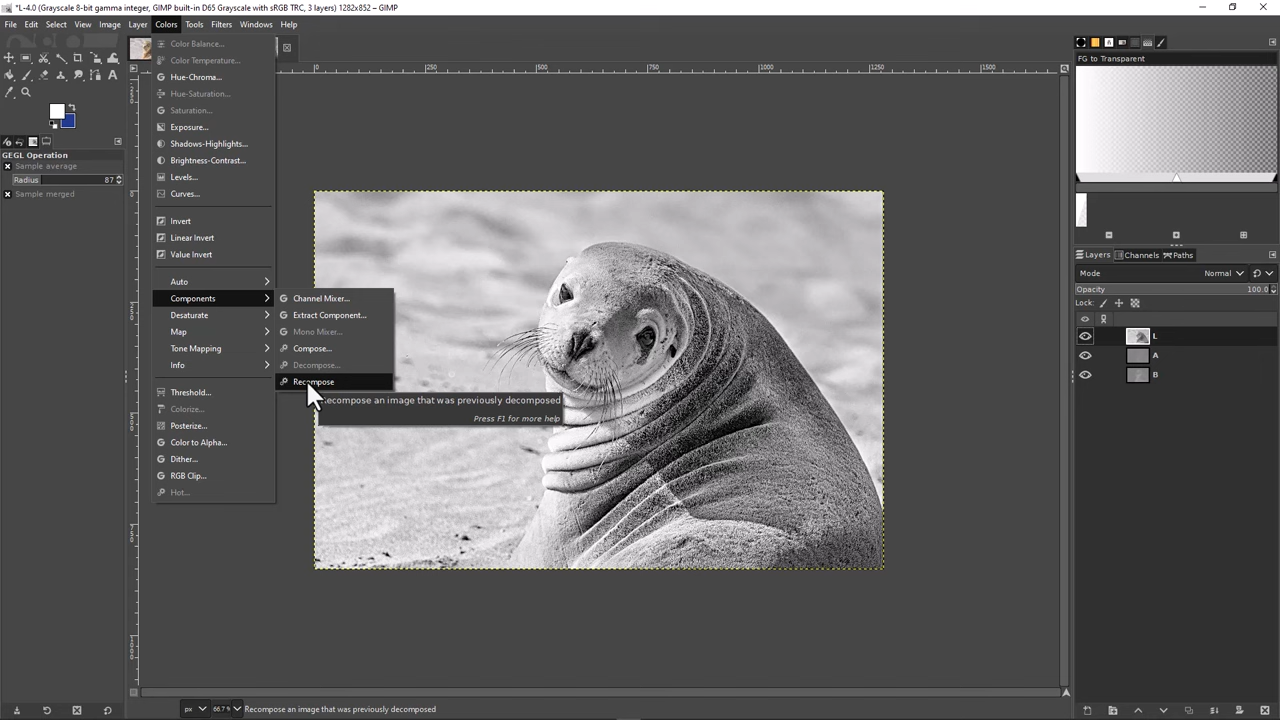 *L-4.0 (Grayscale 8-bit gamma integer, GIMP built-in D65 Grayscale with sRGB TRC, 3 layers) 1282x852 – GIMP
File Edit Select View Image Layer Colors Tools Filters Windows Help
Color Balance...
Color Temperature...
Hue-Chroma...
Hue-Saturation...
Saturation...
Exposure...
Shadows-Highlights...
Brightness-Contrast...
Levels...
Curves...
Invert
Linear Invert
Value Invert
Auto
Components
Desaturate
Map
Tone Mapping
Info
Threshold...
Colorize...
Posterize...
Color to Alpha...
Dither...
RGB Clip...
Hot...
Channel Mixer...
Extract Component...
Mono Mixer...
Compose...
Decompose...
Recompose
Recompose an image that was previously decomposed
Press F1 for more help
GEGL Operation
Sample average
Radius 87
Sample merged
0 250 500 750 1000 1250 1500
FG to Transparent
Layers Channels Paths
Mode Normal
Opacity 100.0
Lock:
L
A
B
px 66.7 % Recompose an image that was previously decomposed